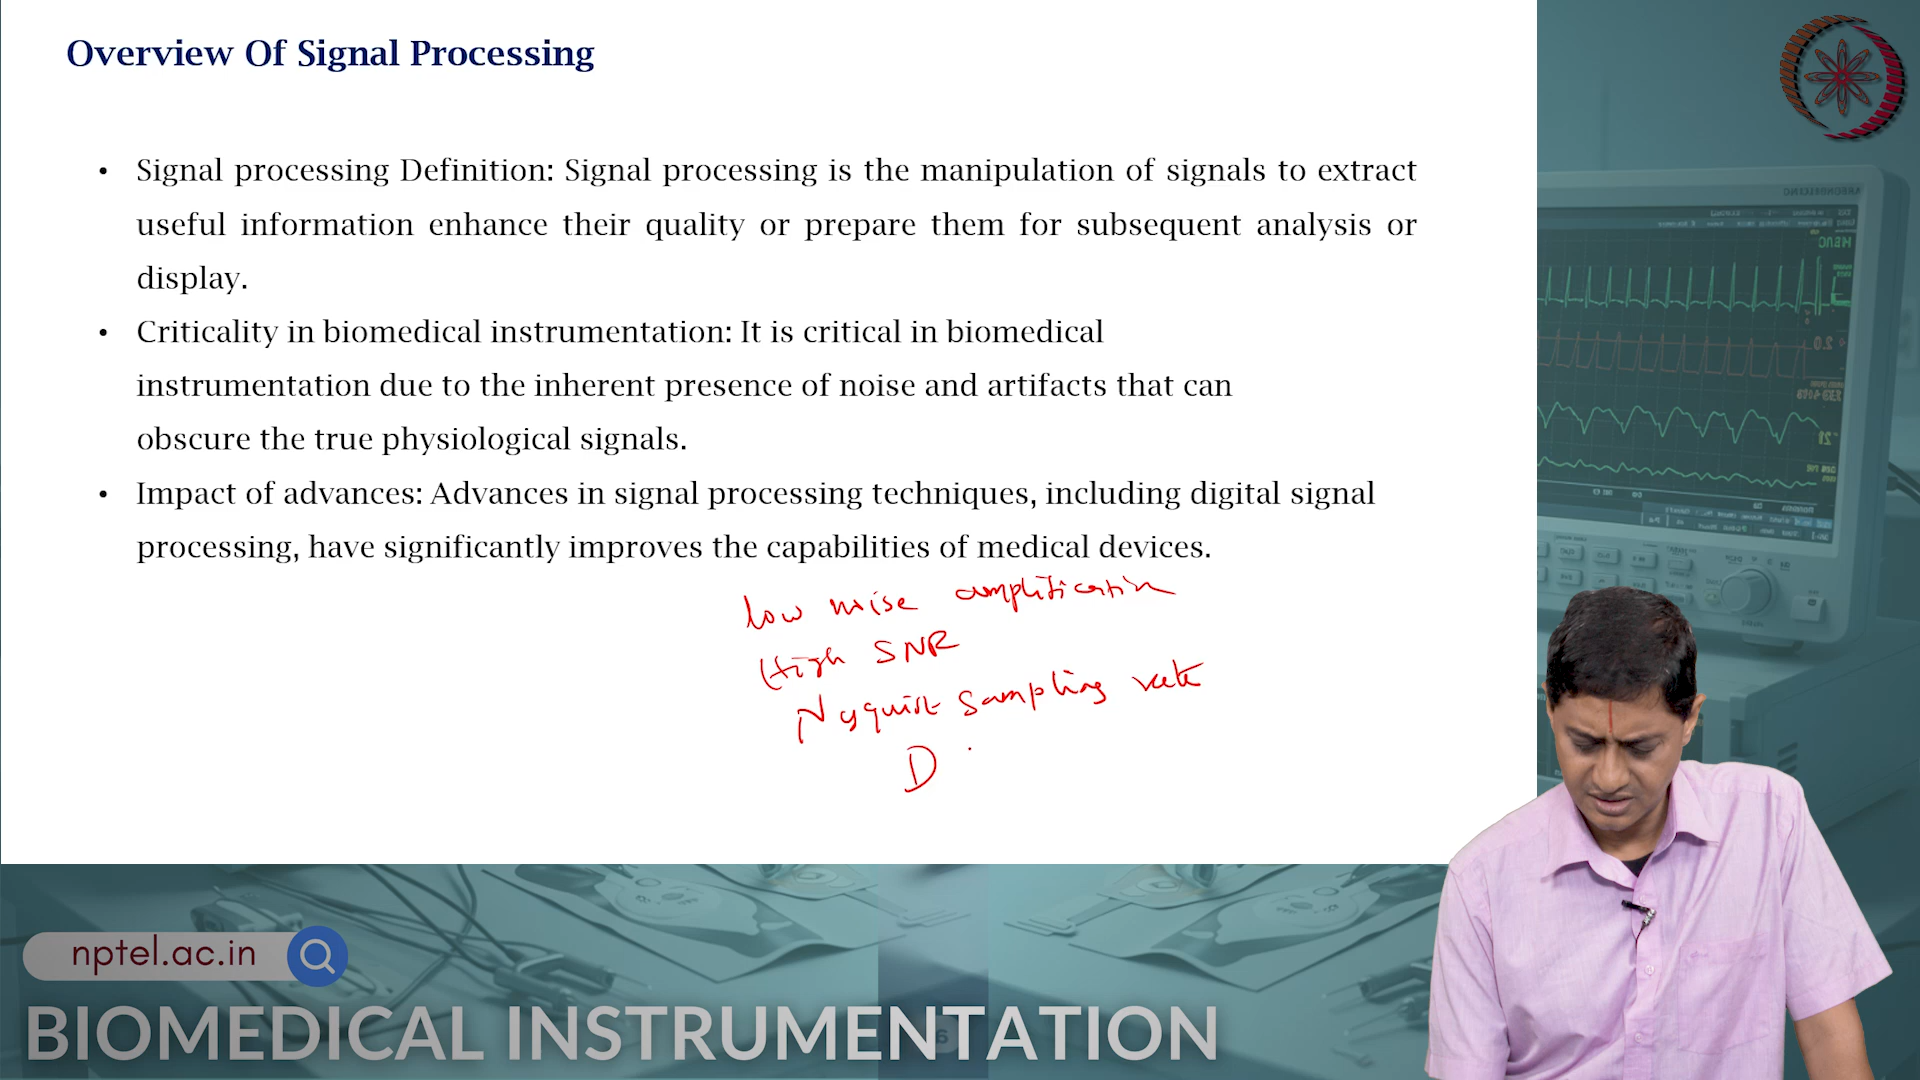 Overview Of Signal Processing
• Signal processing Definition: Signal processing is the manipulation of signals to extract
useful information enhance their quality or prepare them for subsequent analysis or
display.
• Criticality in biomedical instrumentation: It is critical in biomedical
instrumentation due to the inherent presence of noise and artifacts that can
obscure the true physiological signals.
• Impact of advances: Advances in signal processing techniques, including digital signal
processing, have significantly improves the capabilities of medical devices.
low noise amplification
High SNR
Nyquist sampling rate
D
nptel.ac.in
BIOMEDICAL INSTRUMENTATION